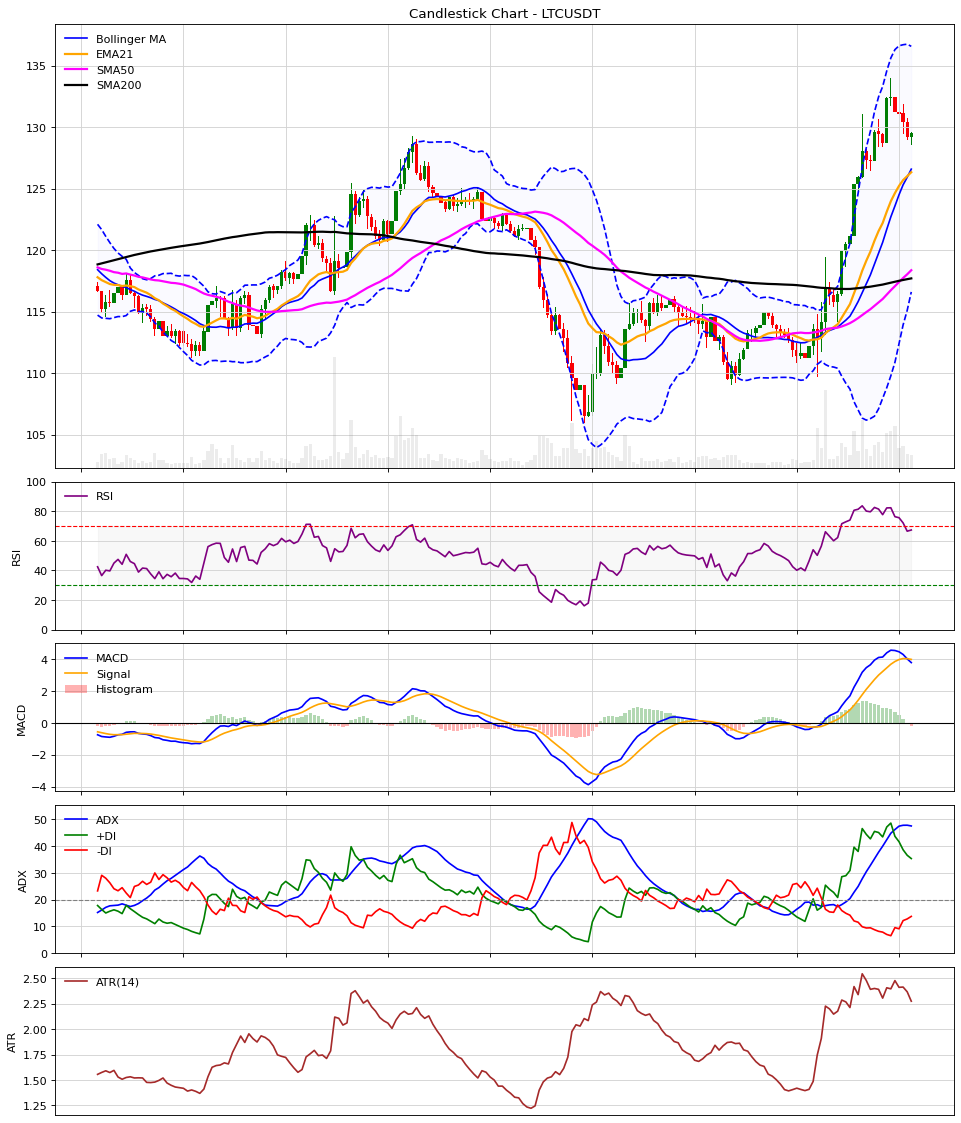 Candlestick Chart - LTCUSDT
Bollinger MA
EMA21
SMA50
SMA200
135
130
125
120
115
110
105
RSI
100
80
60
40
20
0
RSI
MACD
Signal
Histogram
4
2
0
−2
−4
MACD
ADX
+DI
-DI
50
40
30
20
10
0
ADX
ATR(14)
2.50
2.25
2.00
1.75
1.50
1.25
ATR